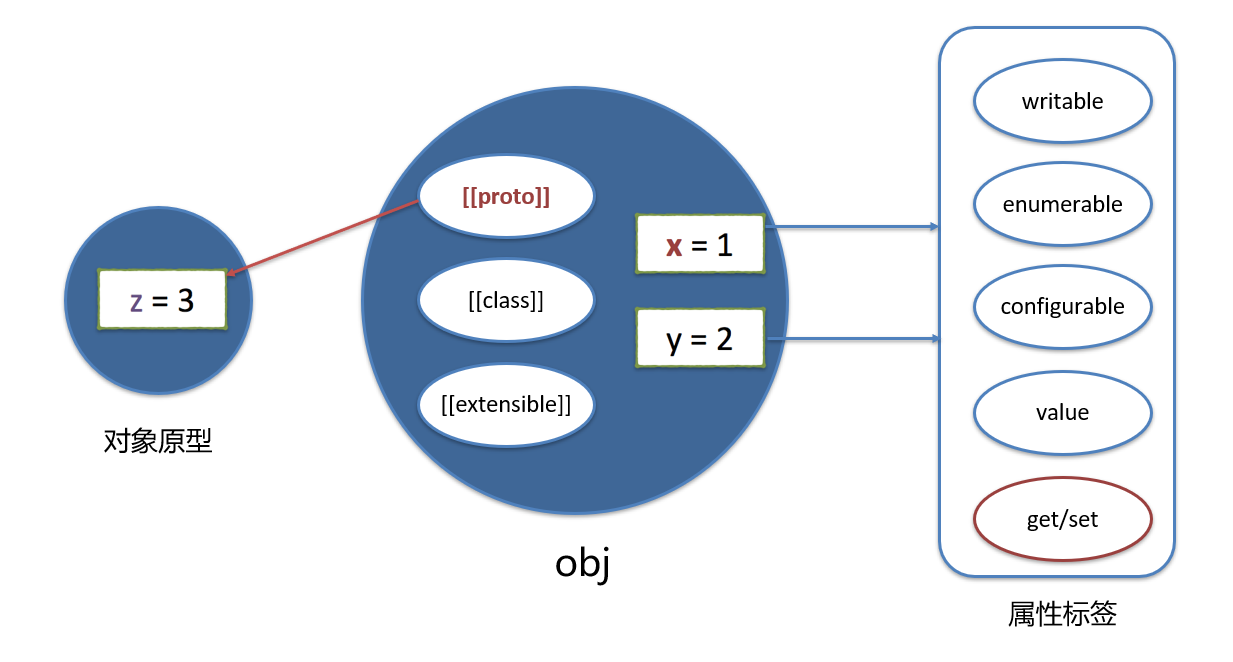 z = 3
对象原型
[[proto]]
[[class]]
[[extensible]]
x = 1
y = 2
obj
writable
enumerable
configurable
value
get/set
属性标签